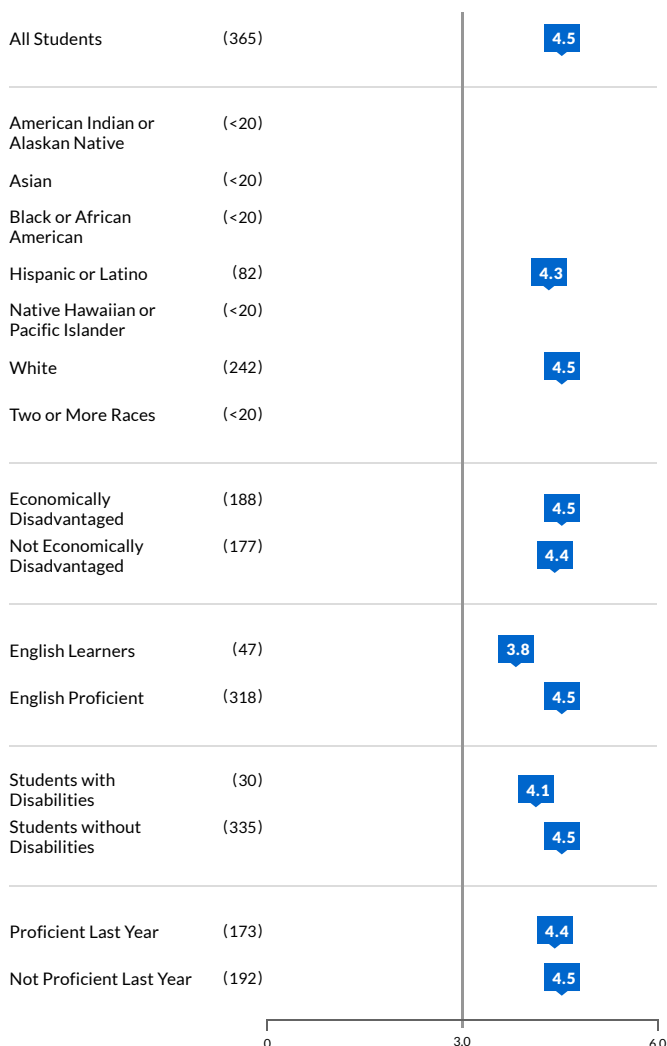 All Students (365) 4.5
American Indian or (<20)
Alaskan Native
Asian (<20)
Black or African (<20)
American
Hispanic or Latino (82) 4.3
Native Hawaiian or (<20)
Pacific Islander
White (242) 4.5
Two or More Races (<20)
Economically (188) 4.5
Disadvantaged
Not Economically (177) 4.4
Disadvantaged
English Learners (47) 3.8
English Proficient (318) 4.5
Students with (30) 4.1
Disabilities
Students without (335) 4.5
Disabilities
Proficient Last Year (173) 4.4
Not Proficient Last Year (192) 4.5
0 3.0 6.0